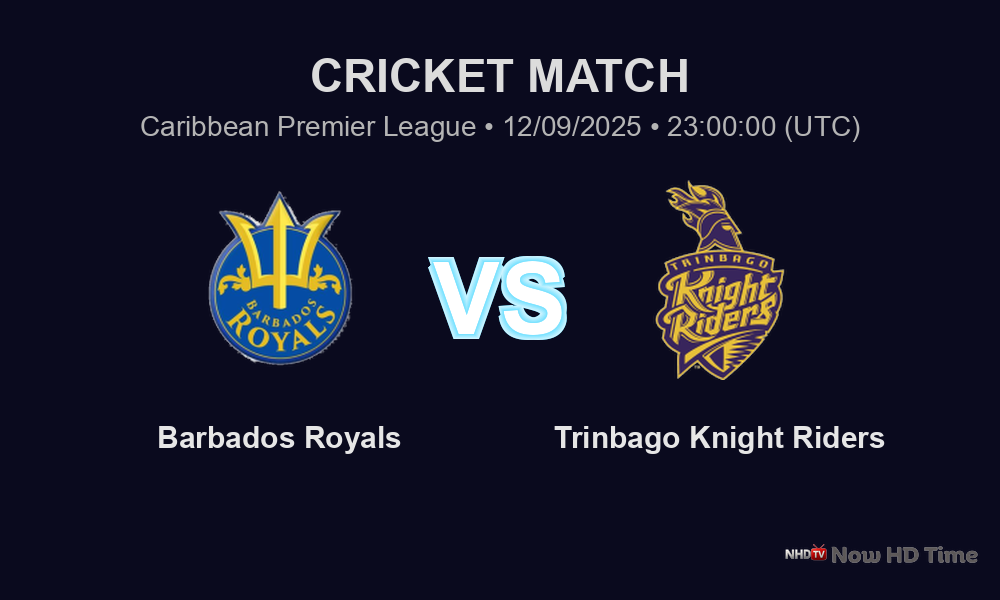 CRICKET MATCH
Caribbean Premier League • 12/09/2025 • 23:00:00 (UTC)
BARBADOS
ROYALS
VS
TRINBAGO
Knight
Riders
Barbados Royals
Trinbago Knight Riders
NHDTV Now HD Time